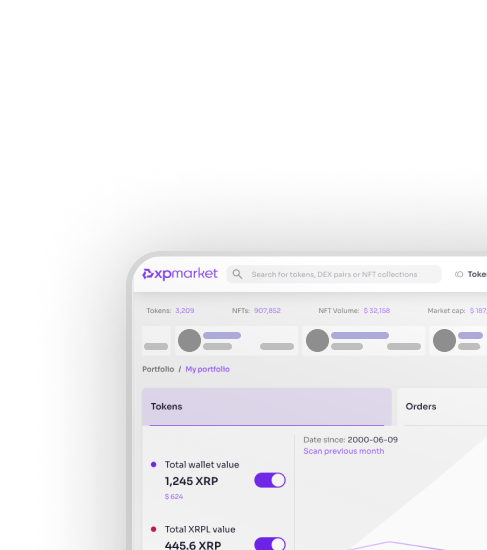 xpmarket
Search for tokens, DEX pairs or NFT collections
Tokens: 3,209 NFTs: 907,852 NFT Volume: $ 32,158 Market cap: $ 187,
Portfolio / My portfolio
Tokens
Orders
Date since: 2000-06-09
Scan previous month
Total wallet value
1,245 XRP
$ 624
Total XRPL value
445.6 XRP